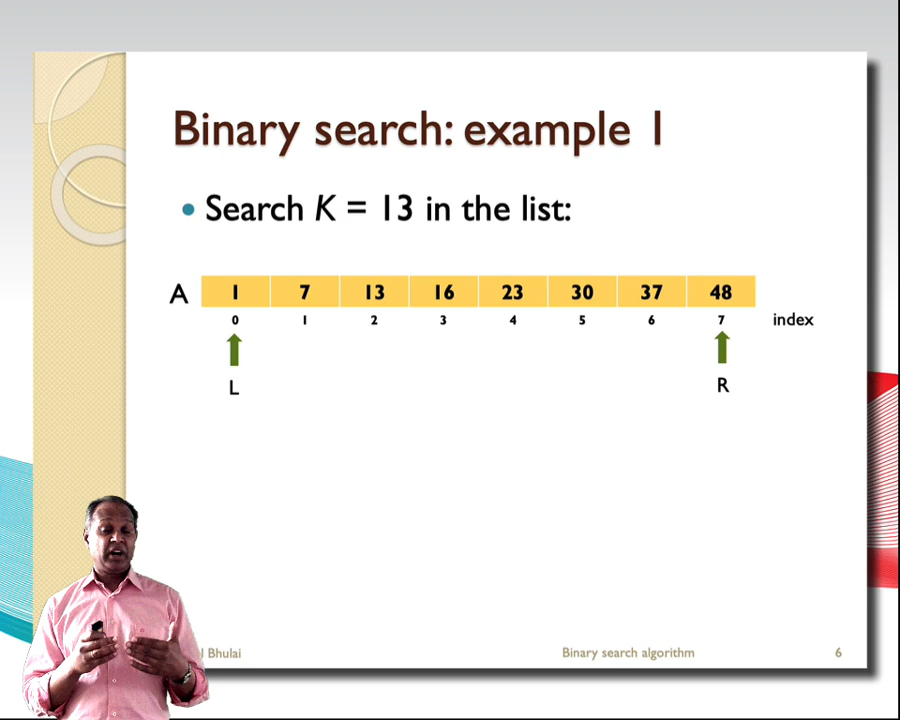 Binary search: example 1
• Search K = 13 in the list:
A 1 7 13 16 23 30 37 48
0 1 2 3 4 5 6 7 index
L R
Bhulai Binary search algorithm 6